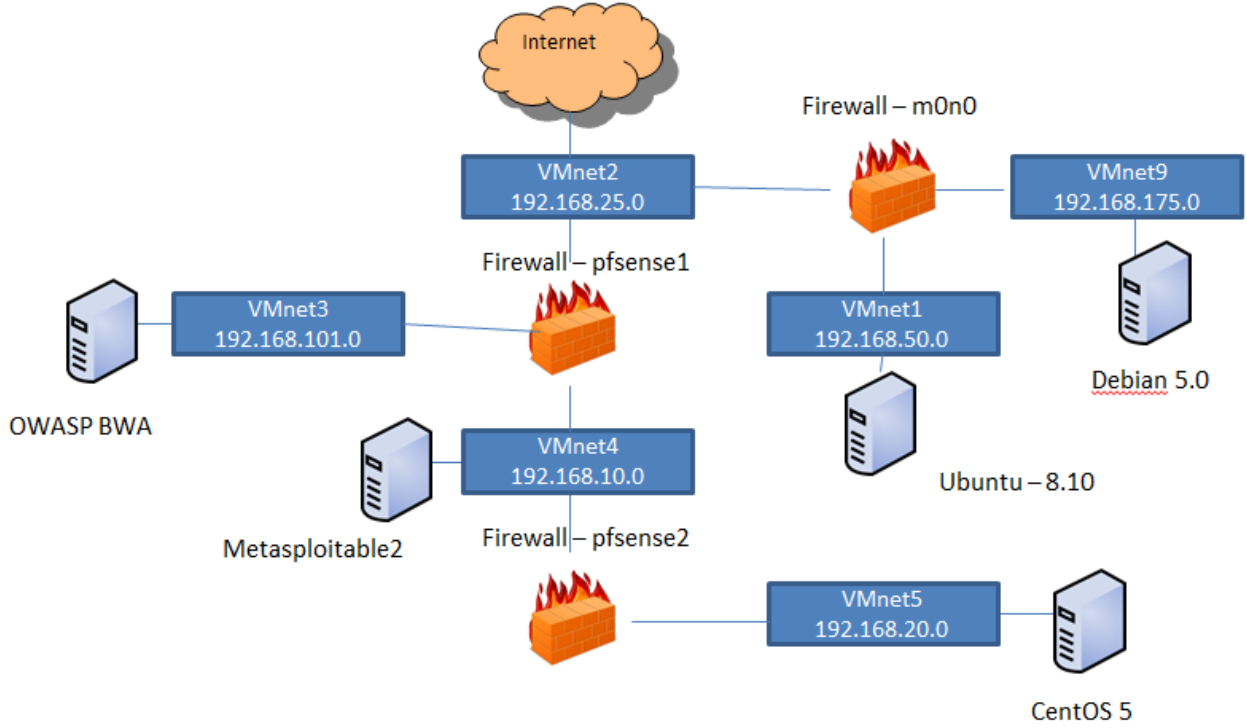 Internet
Firewall – m0n0
VMnet2
192.168.25.0
VMnet9
192.168.175.0
Firewall – pfsense1
VMnet3
192.168.101.0
VMnet1
192.168.50.0
Debian 5.0
OWASP BWA
VMnet4
192.168.10.0
Ubuntu – 8.10
Metasploitable2
Firewall – pfsense2
VMnet5
192.168.20.0
CentOS 5